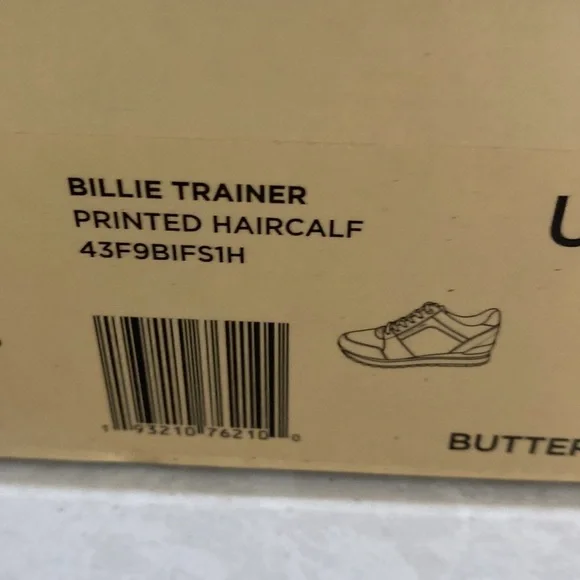 BILLIE TRAINER
PRINTED HAIRCALF
43F9BIFS1H
U
1 93210 76210 0
BUTTER